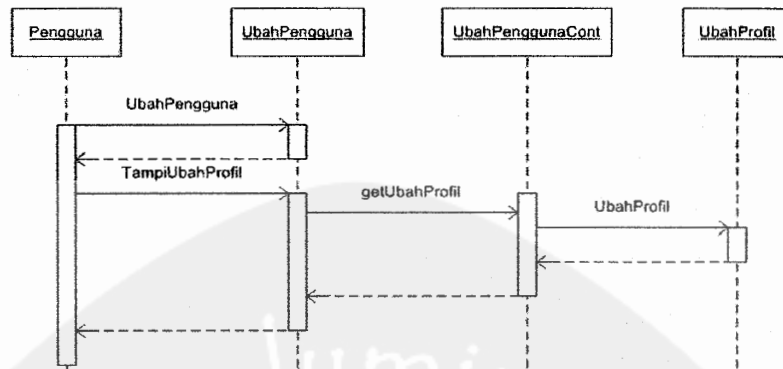 Pengguna
UbahPengguna
UbahPenggunaCont
UbahProfil
UbahPengguna
TampiUbahProfil
getUbahProfil
UbahProfil